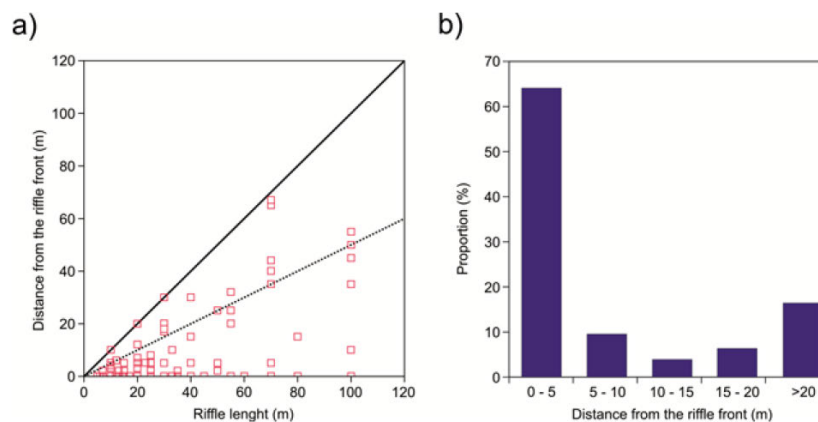 a)
b)
120
100
80
60
40
20
0
Distance from the riffle front (m)
0 20 40 60 80 100 120
Riffle lenght (m)
70
60
50
40
30
20
10
0
Proportion (%)
0 - 5 5 - 10 10 - 15 15 - 20 >20
Distance from the riffle front (m)